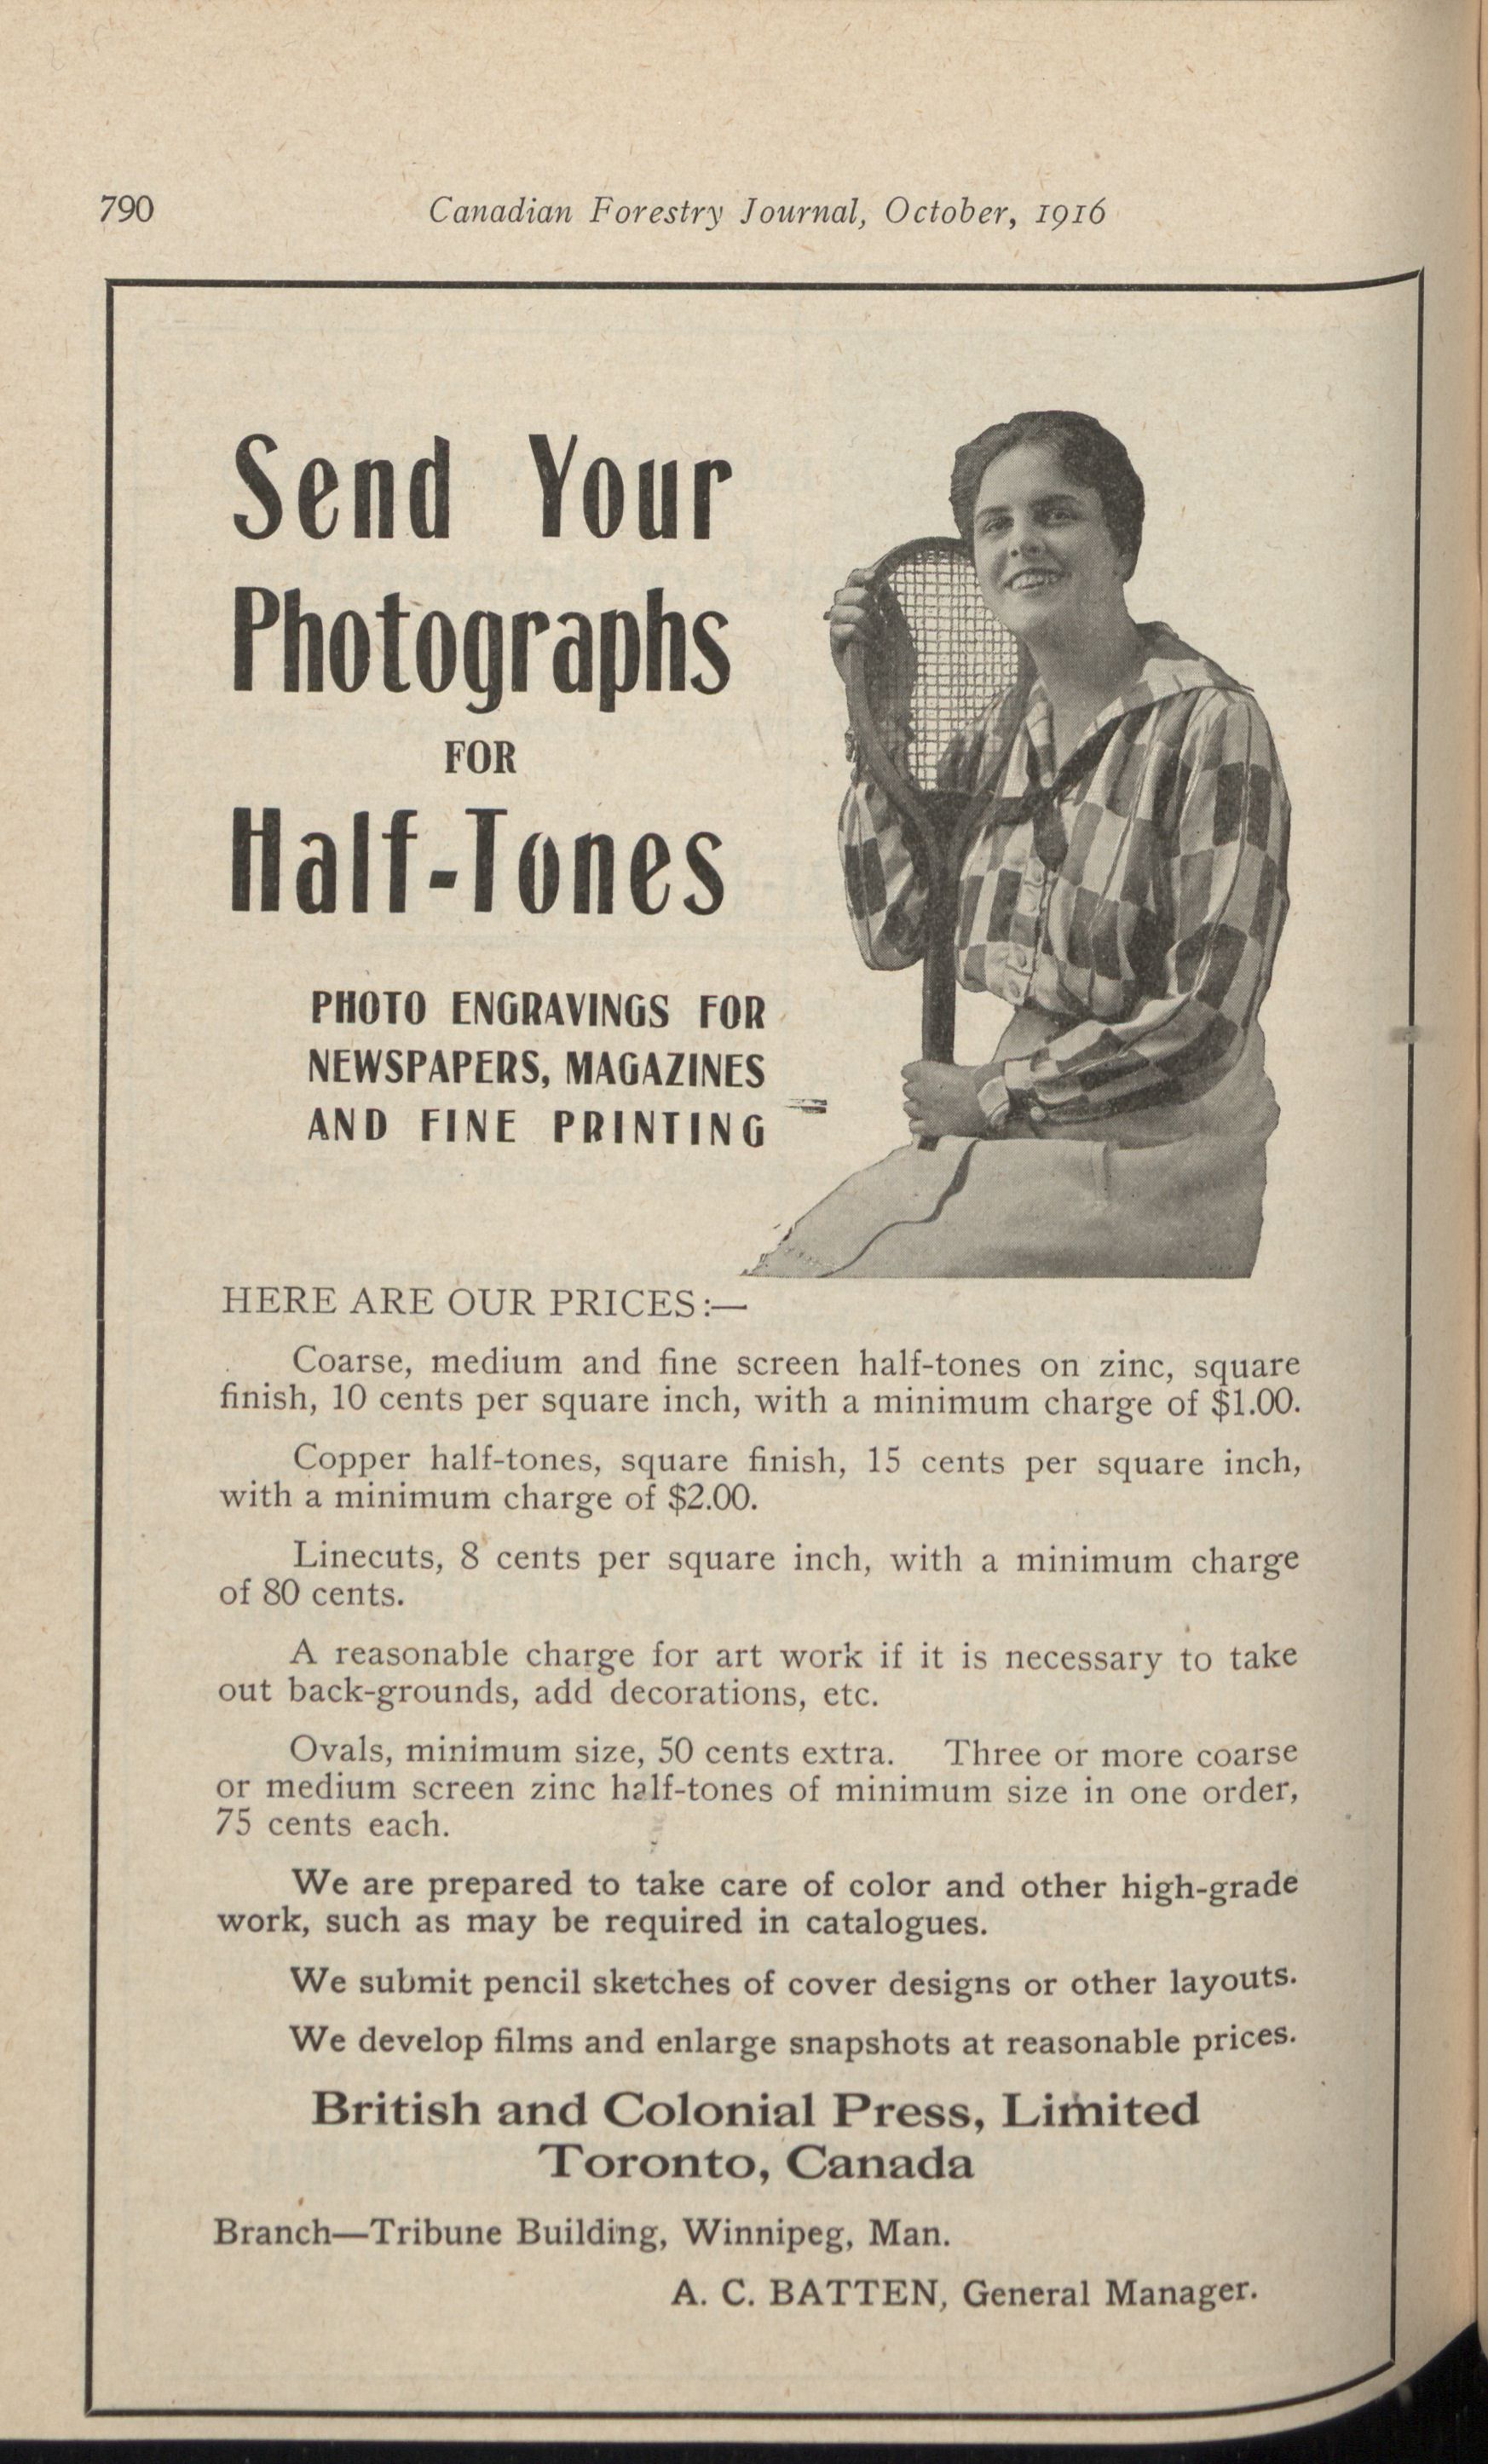 790
Canadian Forestry Journal, October, 1916
Send Your
Photographs
FOR
Half-Tones
PHOTO ENGRAVINGS FOR
NEWSPAPERS, MAGAZINES
AND FINE PRINTING
HERE ARE OUR PRICES:—
Coarse, medium and fine screen half-tones on zinc, square
finish, 10 cents per square inch, with a minimum charge of $1.00.
Copper half-tones, square finish, 15 cents per square inch,
with a minimum charge of $2.00.
Linecuts, 8 cents per square inch, with a minimum charge
of 80 cents.
A reasonable charge for art work if it is necessary to take
out back-grounds, add decorations, etc.
Ovals, minimum size, 50 cents extra. Three or more coarse
or medium screen zinc half-tones of minimum size in one order,
75 cents each.
We are prepared to take care of color and other high-grade
work, such as may be required in catalogues.
We submit pencil sketches of cover designs or other layouts.
We develop films and enlarge snapshots at reasonable prices.
British and Colonial Press, Limited
Toronto, Canada
Branch—Tribune Building, Winnipeg, Man.
A. C. BATTEN, General Manager.